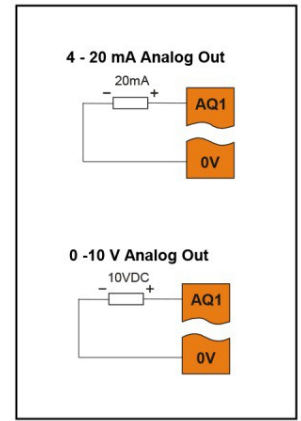 4 - 20 mA Analog Out
20mA
- +
AQ1
0V
0 -10 V Analog Out
10VDC
- +
AQ1
0V